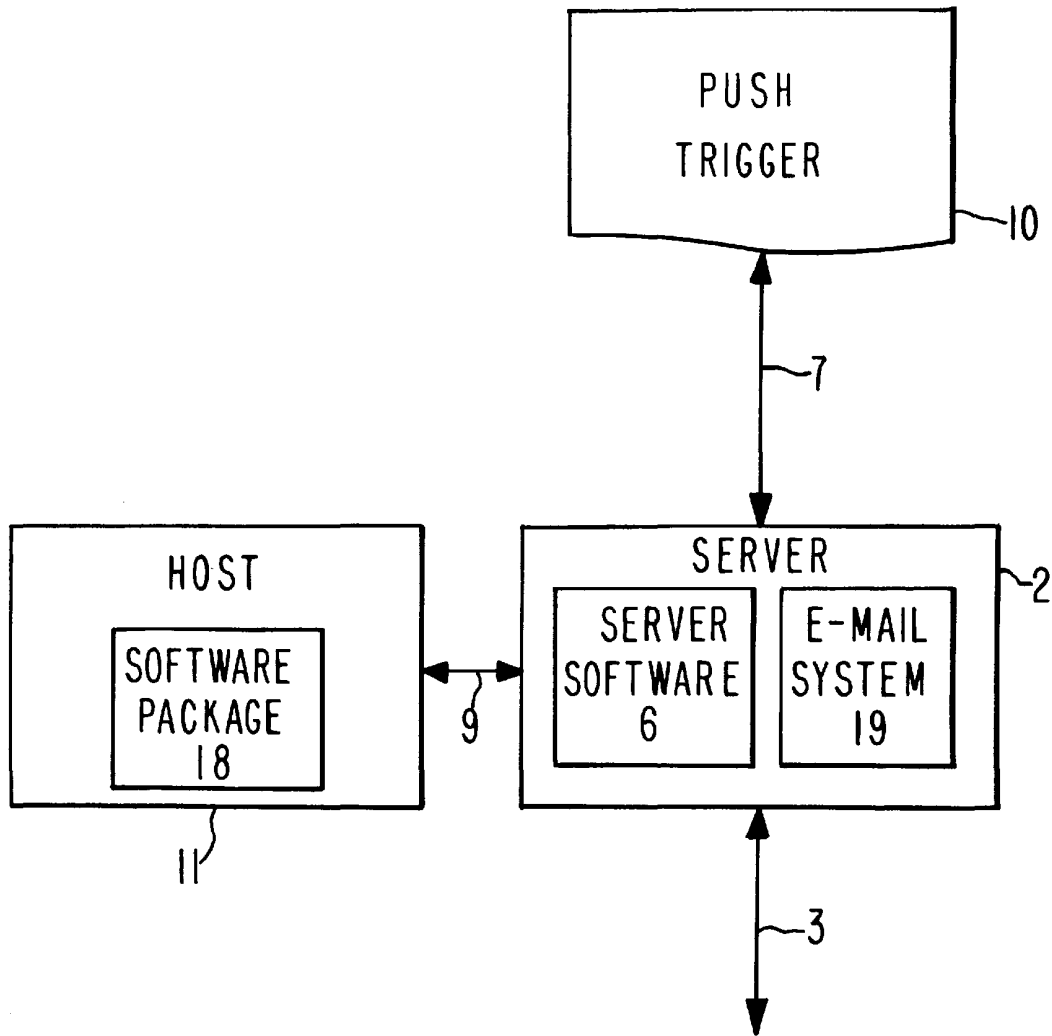 PUSH
TRIGGER
10
7
HOST
SOFTWARE
PACKAGE
18
11
9
SERVER
2
SERVER
SOFTWARE
6
E-MAIL
SYSTEM
19
3